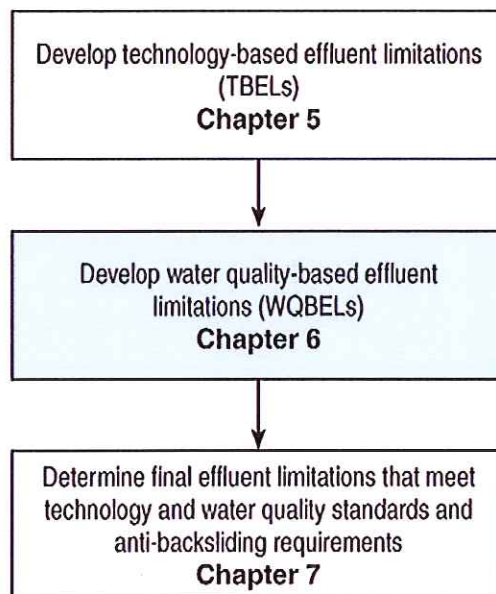 Develop technology-based effluent limitations
(TBELs)
Chapter 5
Develop water quality-based effluent
limitations (WQBELs)
Chapter 6
Determine final effluent limitations that meet
technology and water quality standards and
anti-backsliding requirements
Chapter 7